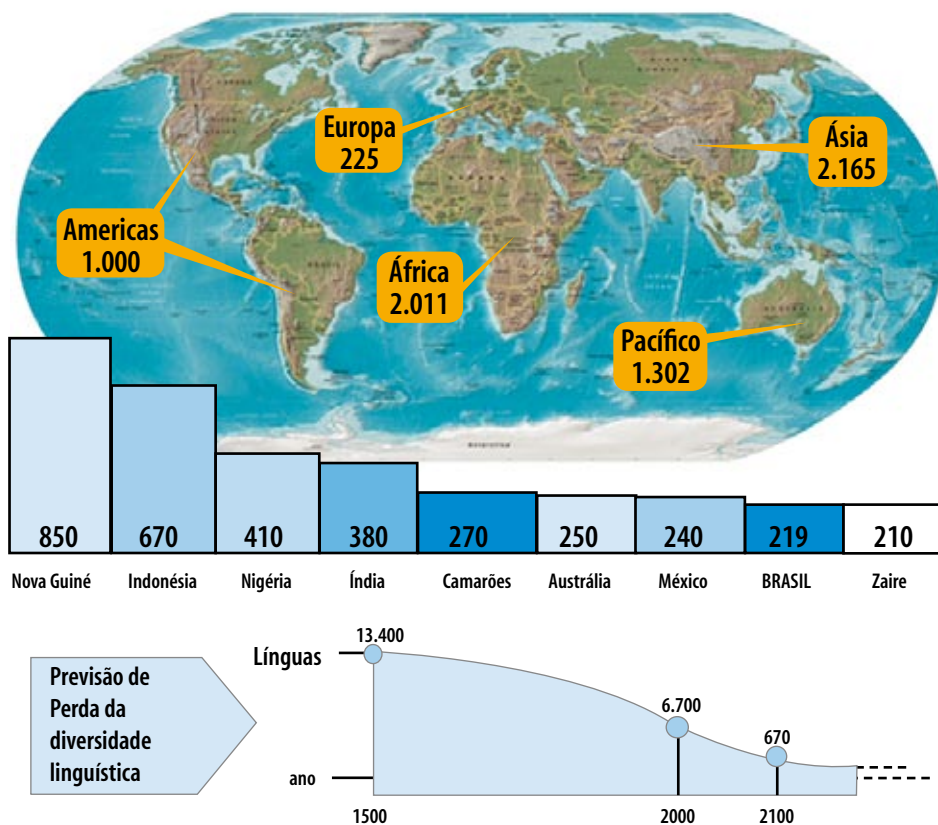 Europa
225
Ásia
2.165
Americas
1.000
África
2.011
Pacífico
1.302
850
670
410
380
270
250
240
219
210
Nova Guiné
Indonésia
Nigéria
Índia
Camarões
Austrália
México
BRASIL
Zaire
Previsão de
Perda da
diversidade
linguística
Línguas
13.400
6.700
670
ano
1500
2000
2100